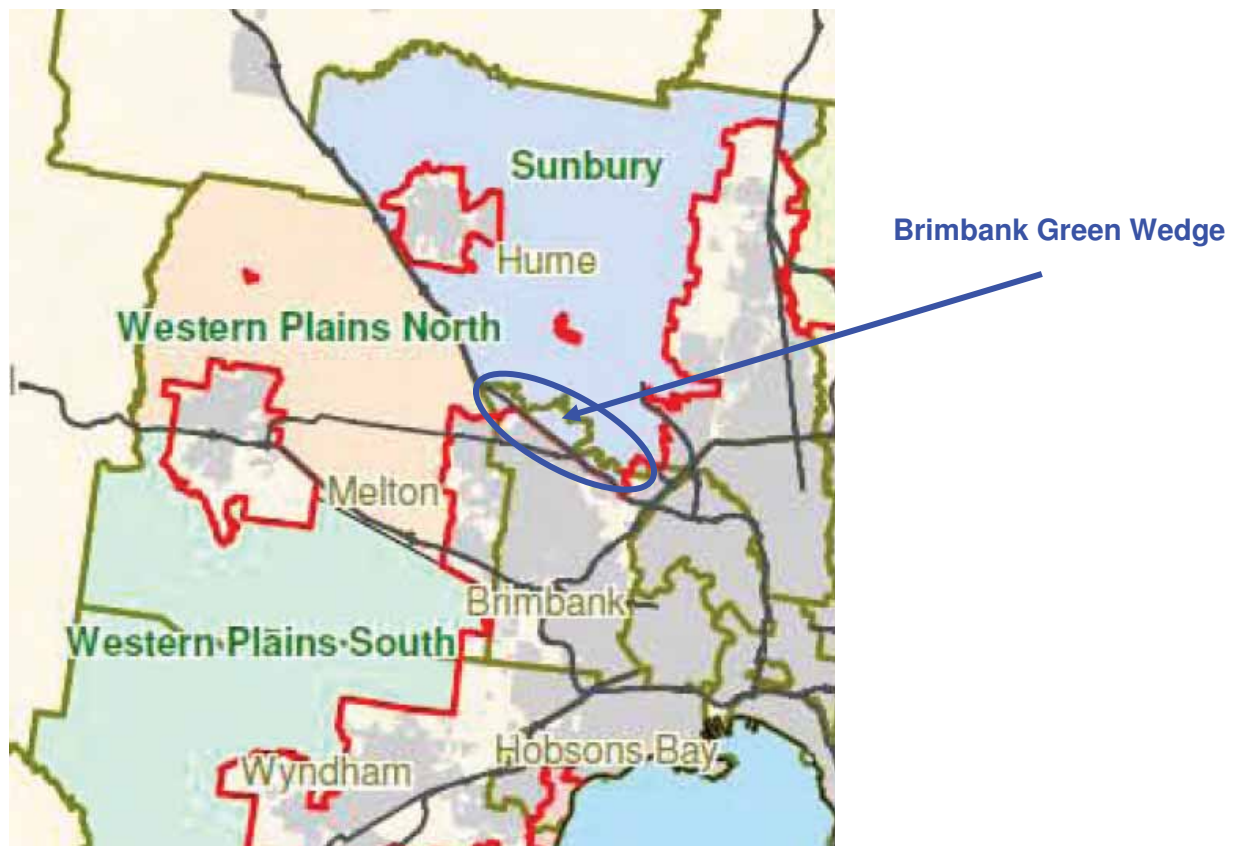 Sunbury
Brimbank Green Wedge
Hume
Western Plains North
Melton
Brimbank
Western Plains South
Hobsons Bay
Wyndham